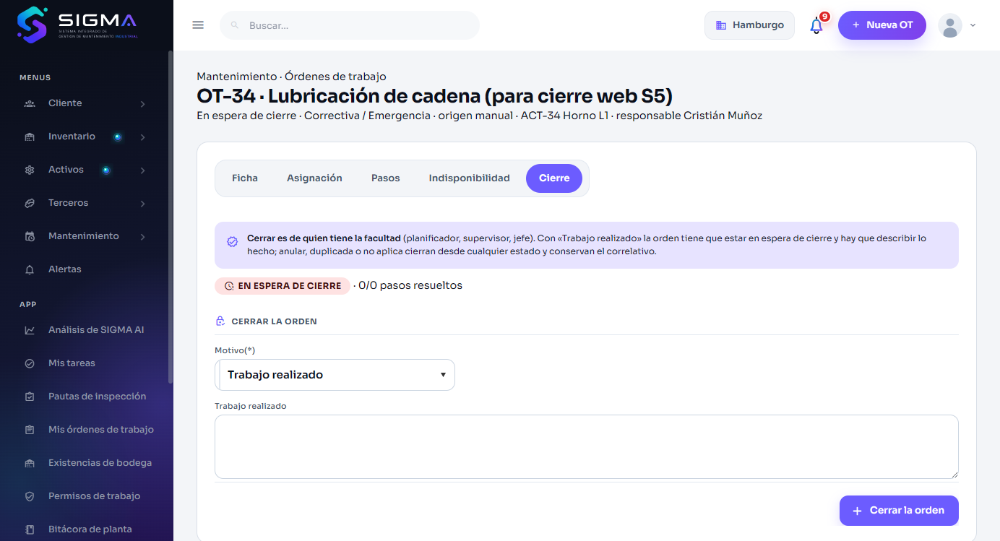 SIGMA
SISTEMA INTEGRADO DE
GESTIÓN DE MANTENIMIENTO INDUSTRIAL
Buscar...
Hamburgo
9
+ Nueva OT
MENUS
Cliente
Inventario
Activos
Terceros
Mantenimiento
Alertas
APP
Análisis de SIGMA AI
Mis tareas
Pautas de inspección
Mis órdenes de trabajo
Existencias de bodega
Permisos de trabajo
Bitácora de planta
Mantenimiento · Órdenes de trabajo
OT-34 · Lubricación de cadena (para cierre web S5)
En espera de cierre · Correctiva / Emergencia · origen manual · ACT-34 Horno L1 · responsable Cristián Muñoz
Ficha
Asignación
Pasos
Indisponibilidad
Cierre
Cerrar es de quien tiene la facultad (planificador, supervisor, jefe). Con «Trabajo realizado» la orden tiene que estar en espera de cierre y hay que describir lo
hecho; anular, duplicada o no aplica cierran desde cualquier estado y conservan el correlativo.
EN ESPERA DE CIERRE · 0/0 pasos resueltos
CERRAR LA ORDEN
Motivo(*)
Trabajo realizado
Trabajo realizado
+ Cerrar la orden